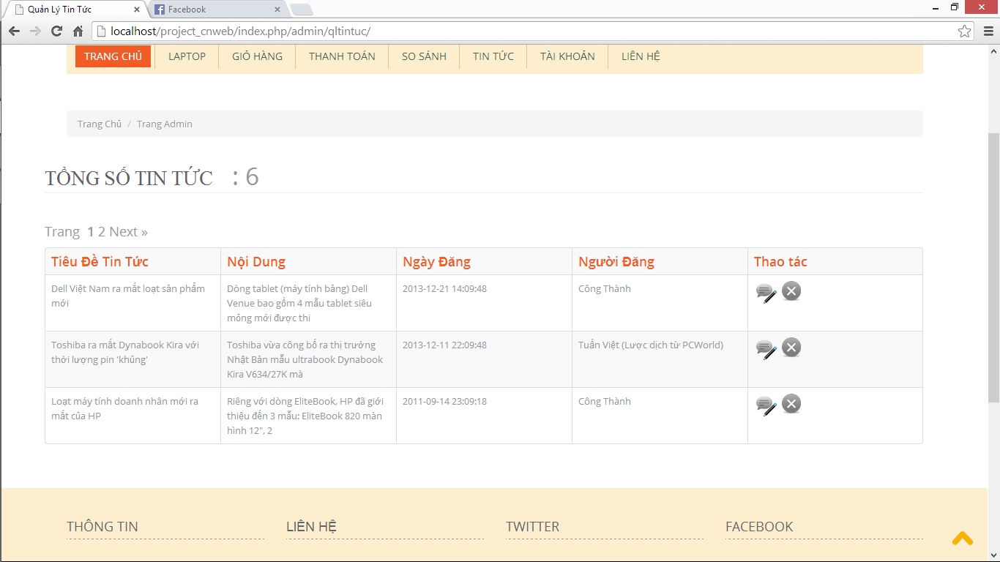 Quản Lý Tin Tức
Facebook
localhost/project_cnweb/index.php/admin/qltintuc/
TRANG CHỦ LAPTOP GIỎ HÀNG THANH TOÁN SO SÁNH TIN TỨC TÀI KHOẢN LIÊN HỆ
Trang Chủ / Trang Admin
TỔNG SỐ TIN TỨC : 6
Trang 1 2 Next »
Tiêu Đề Tin Tức Nội Dung Ngày Đăng Người Đăng Thao tác
Dell Việt Nam ra mắt loạt sản phẩm
mới
Dòng tablet (máy tính bảng) Dell
Venue bao gồm 4 mẫu tablet siêu
mỏng mới được thi
2013-12-21 14:09:48
Công Thành
Toshiba ra mắt Dynabook Kira với
thời lượng pin 'khủng'
Toshiba vừa công bố ra thị trường
Nhật Bản mẫu ultrabook Dynabook
Kira V634/27K mà
2013-12-11 22:09:48
Tuấn Việt (Lược dịch từ PCWorld)
Loạt máy tính doanh nhân mới ra
mắt của HP
Riêng với dòng EliteBook, HP đã giới
thiệu đến 3 mẫu: EliteBook 820 màn
hình 12", 2
2011-09-14 23:09:18
Công Thành
THÔNG TIN LIÊN HỆ TWITTER FACEBOOK